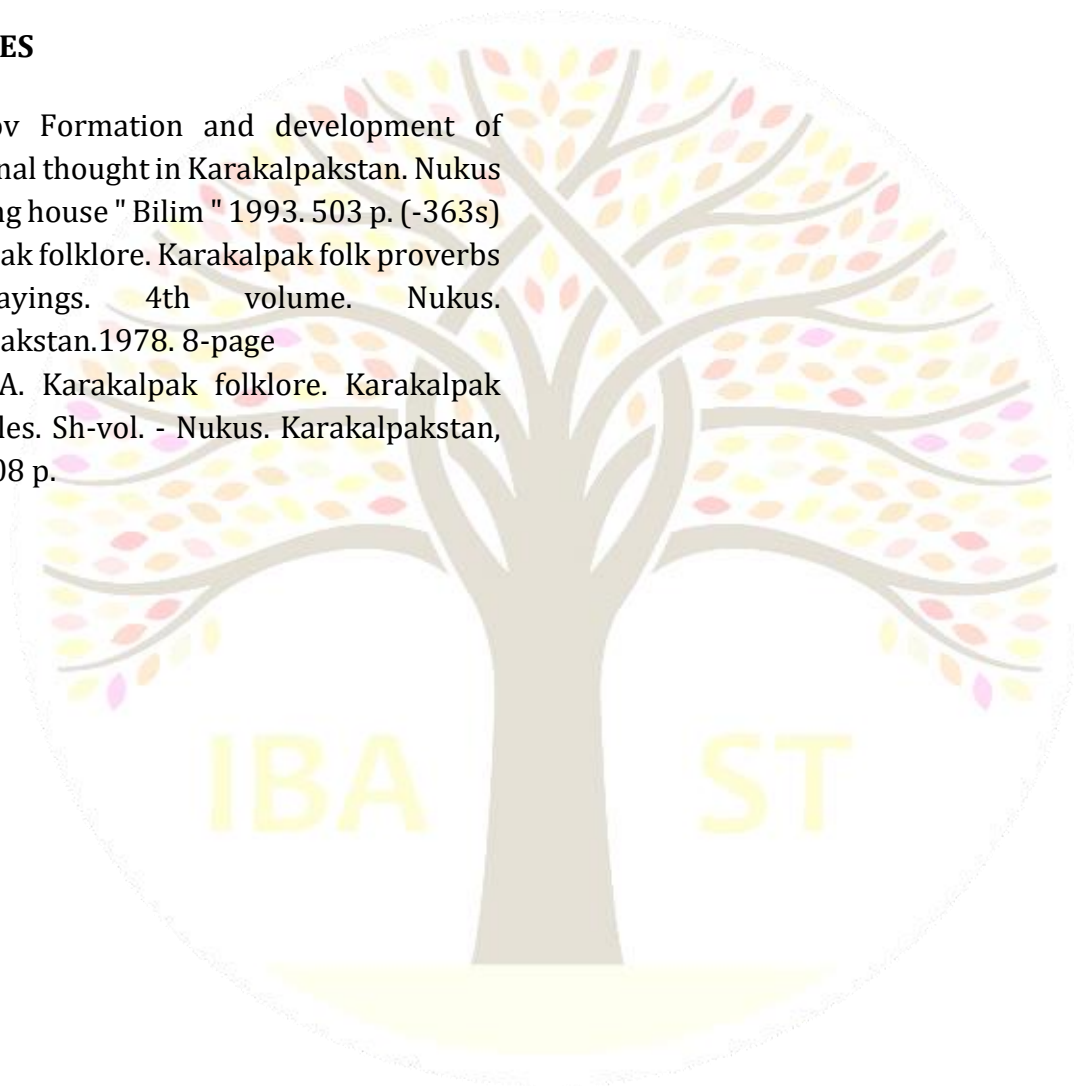 ES
ov Formation and development of
nal thought in Karakalpakstan. Nukus
ng house " Bilim " 1993. 503 p. (-363s)
ak folklore. Karakalpak folk proverbs
ayings. 4th volume. Nukus.
akstan.1978. 8-page
A. Karakalpak folklore. Karakalpak
les. Sh-vol. - Nukus. Karakalpakstan,
08 p.
IBA ST